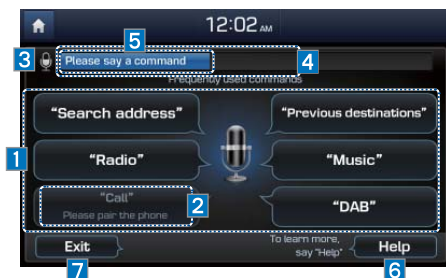 12:02 AM
5
3
Please say a command
4
Frequently used commands
"Search address"
"Previous destinations"
1
"Radio"
"Music"
"Call"
Please pair the phone
2
"DAB"
Exit
To learn more,
say "Help"
Help
7
6